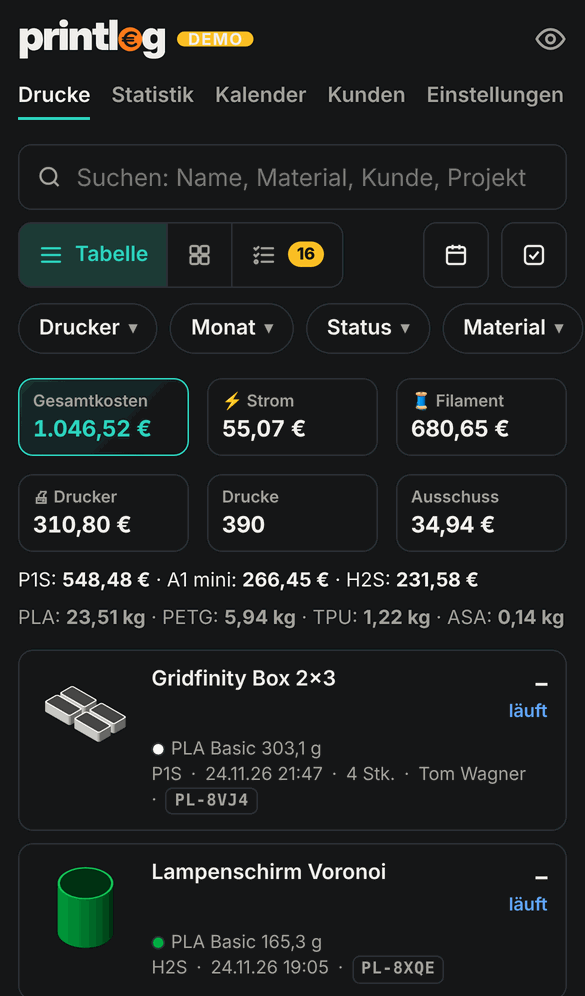 printl€g DEMO
Drucke Statistik Kalender Kunden Einstellungen
Suchen: Name, Material, Kunde, Projekt
Tabelle 16
Drucker ▾ Monat ▾ Status ▾ Material ▾
Gesamtkosten ⚡ Strom 🧵 Filament
1.046,52 € 55,07 € 680,65 €
🖨 Drucker Drucke Ausschuss
310,80 € 390 34,94 €
P1S: 548,48 € · A1 mini: 266,45 € · H2S: 231,58 €
PLA: 23,51 kg · PETG: 5,94 kg · TPU: 1,22 kg · ASA: 0,14 kg
Gridfinity Box 2×3 –
läuft
PLA Basic 303,1 g
P1S · 24.11.26 21:47 · 4 Stk. · Tom Wagner
· PL-8VJ4
Lampenschirm Voronoi –
läuft
PLA Basic 165,3 g
H2S · 24.11.26 19:05 · PL-8XQE